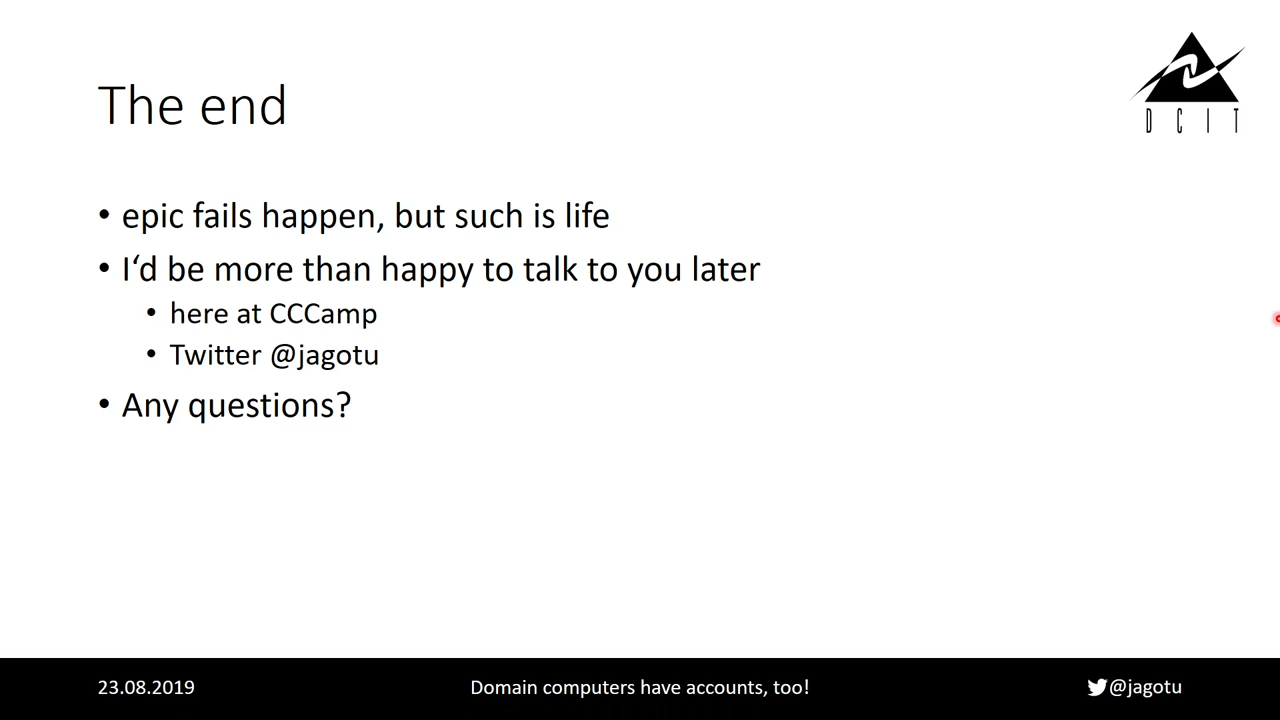 The end
DCIT
• epic fails happen, but such is life
• I‘d be more than happy to talk to you later
• here at CCCamp
• Twitter @jagotu
• Any questions?
23.08.2019
Domain computers have accounts, too!
@jagotu